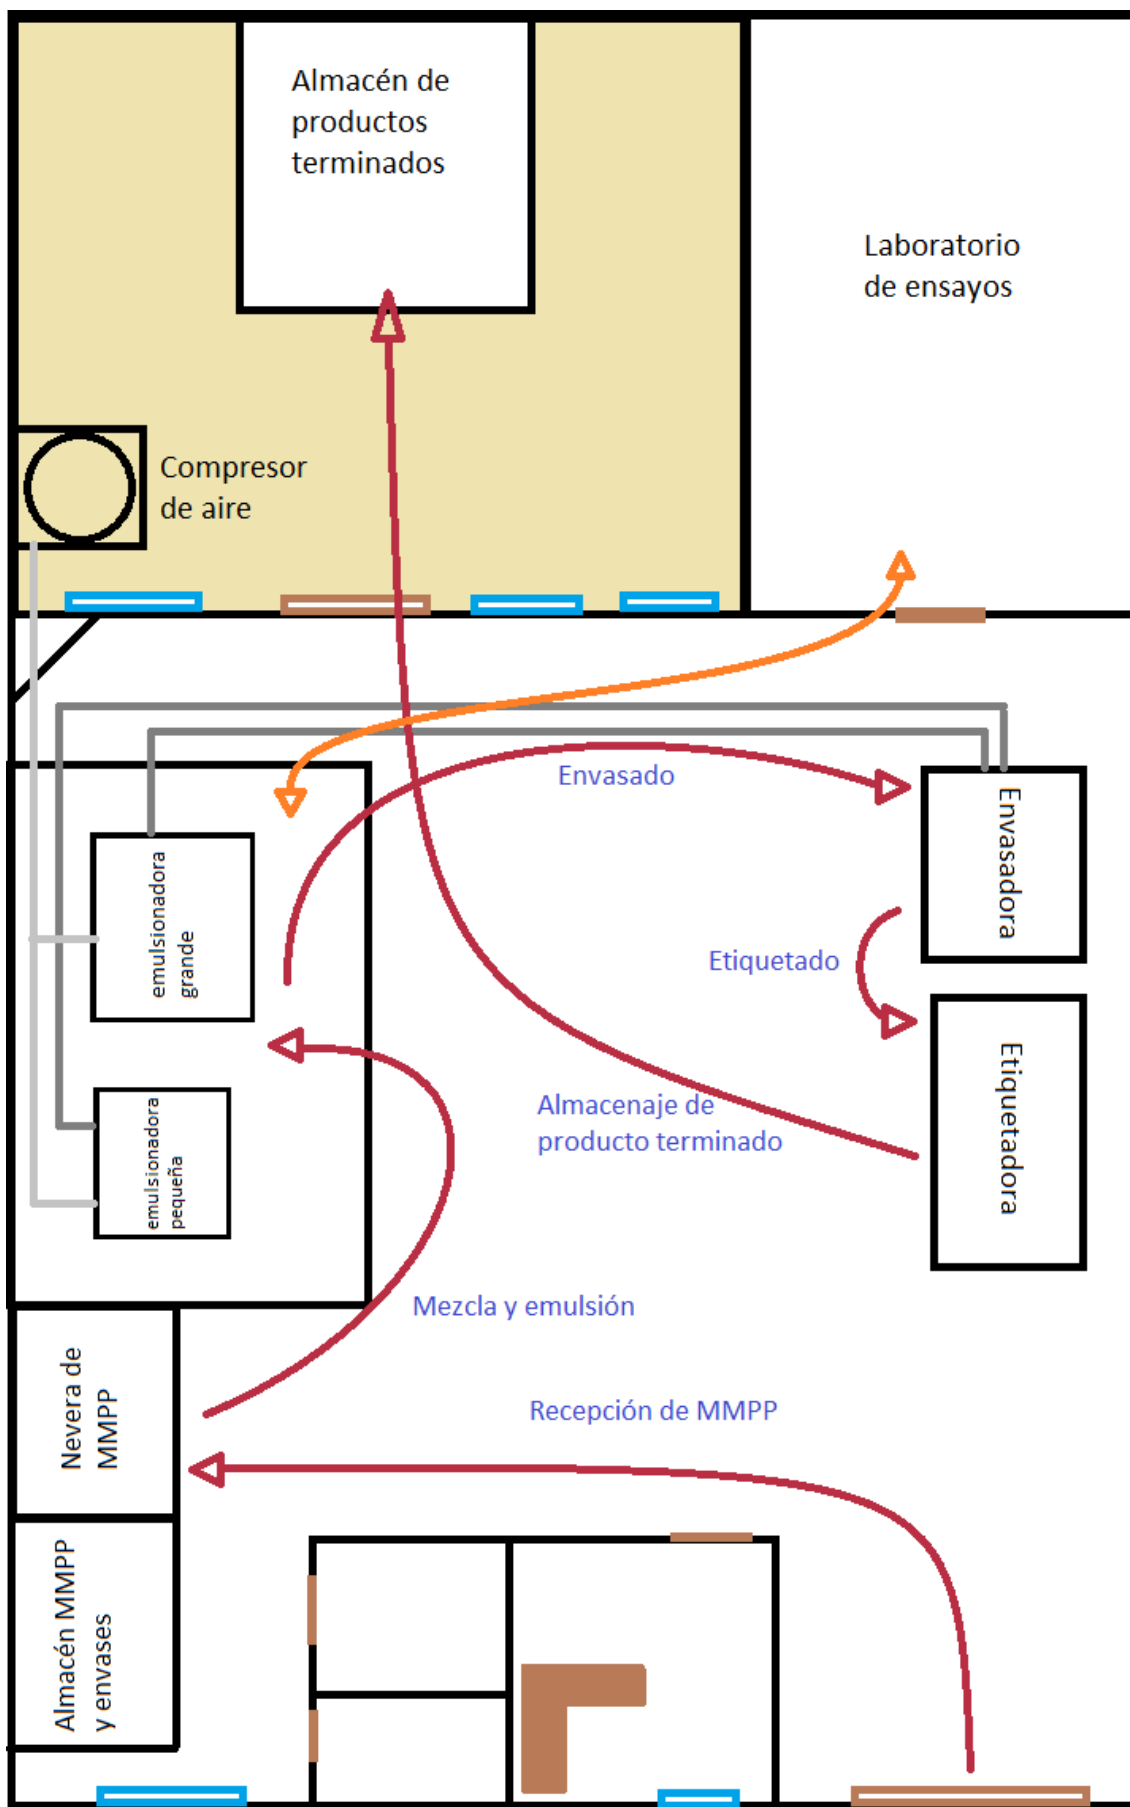 Almacén de
productos
terminados
Laboratorio
de ensayos
Compresor
de aire
Envasado
Envasadora
emulsionadora
grande
Etiquetado
Etiquetadora
Almacenaje de
producto terminado
emulsionadora
pequeña
Mezcla y emulsión
Nevera de
MMPP
Recepción de MMPP
Almacén MMPP
y envases